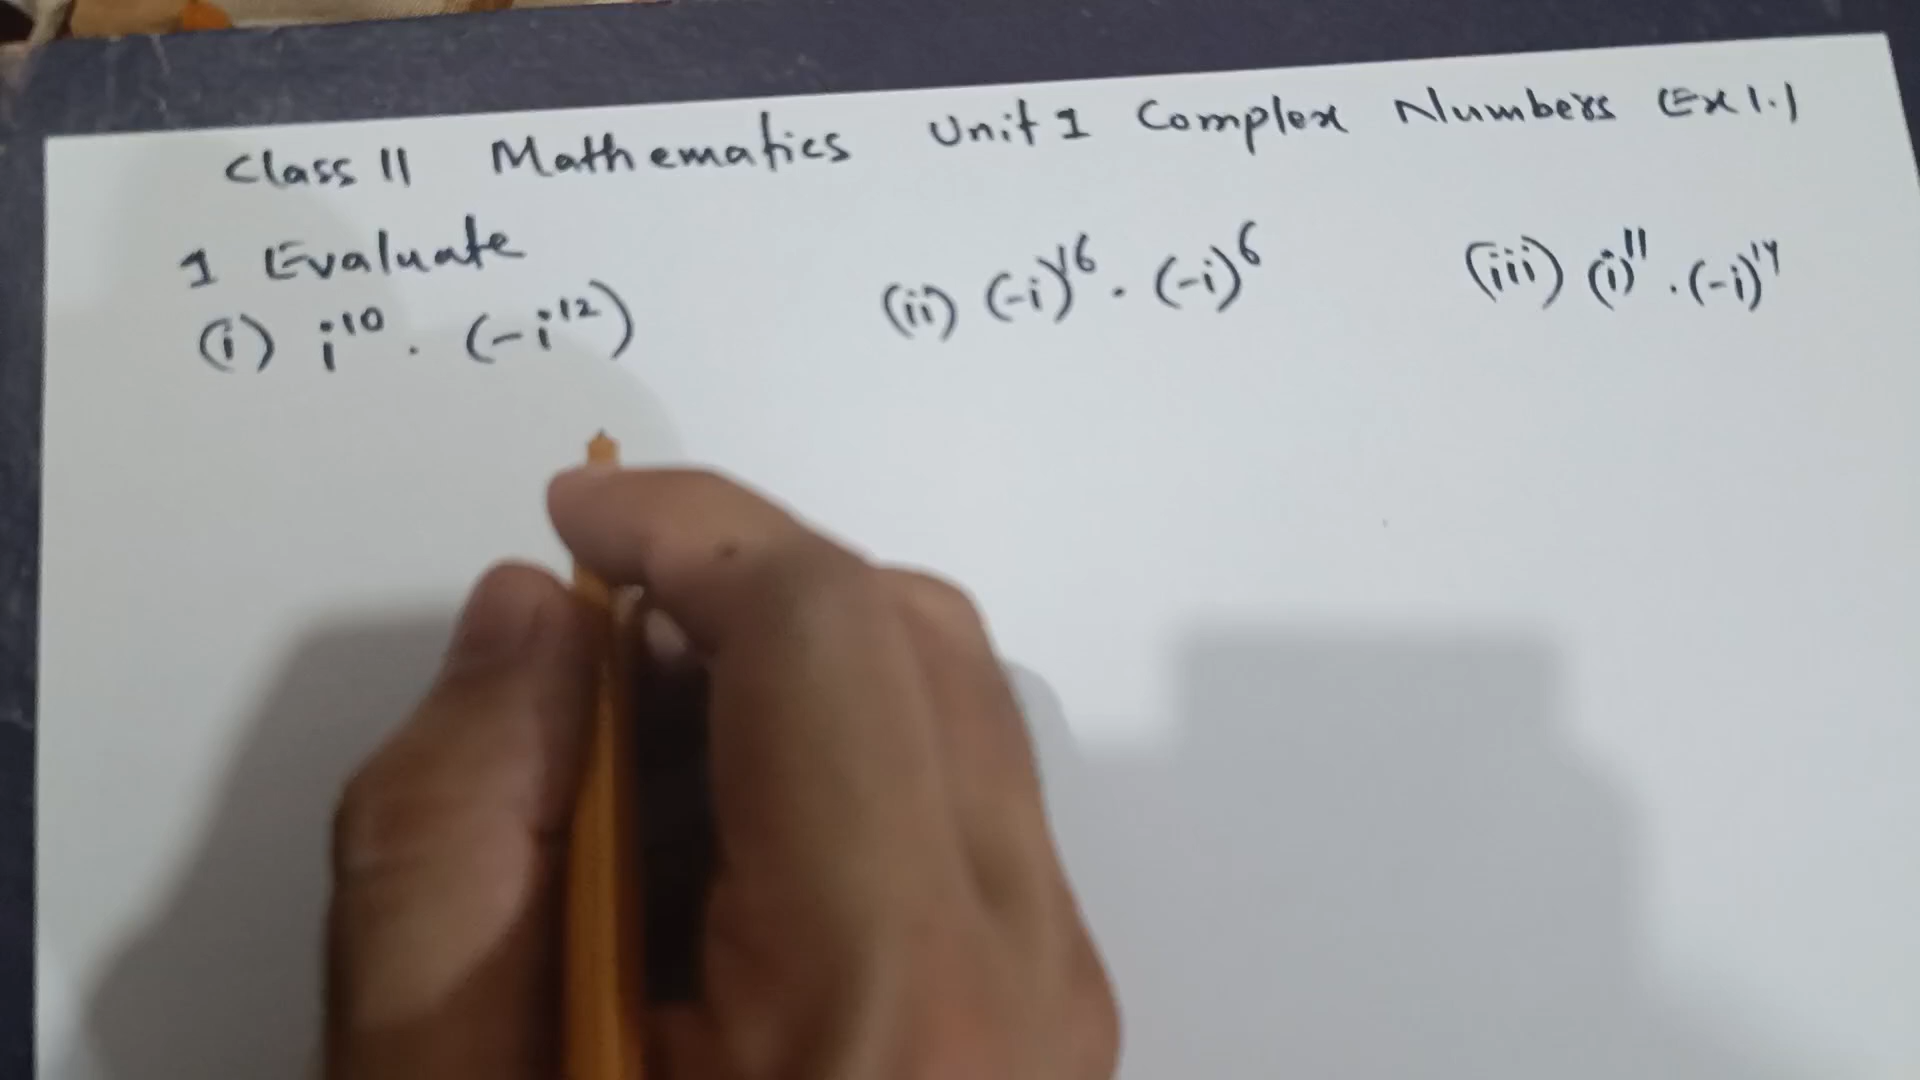 Class 11 Mathematics Unit 1 Complex Numbers (Ex 1.1
1 Evaluate
(i) i¹⁰ . (-i¹²) (ii) (-i)¹⁶ . (-i)⁶ (iii) (i)¹¹ . (-i)¹⁴